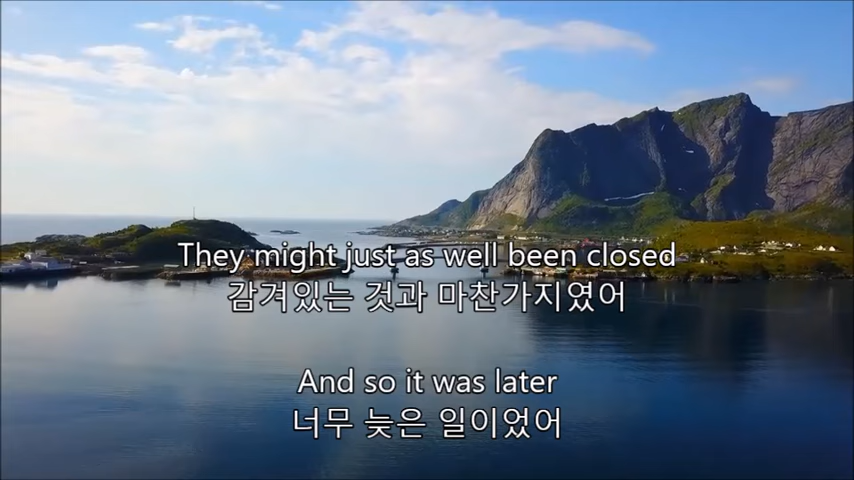 They might just as well been closed
감겨있는 것과 마찬가지였어
And so it was later
너무 늦은 일이었어